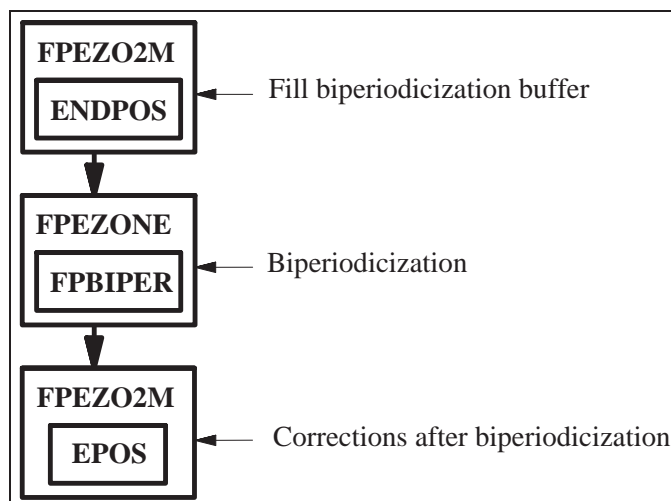 FPEZO2M
ENDPOS
Fill biperiodicization buffer
FPEZONE
FPBIPER
Biperiodicization
FPEZO2M
EPOS
Corrections after biperiodicization